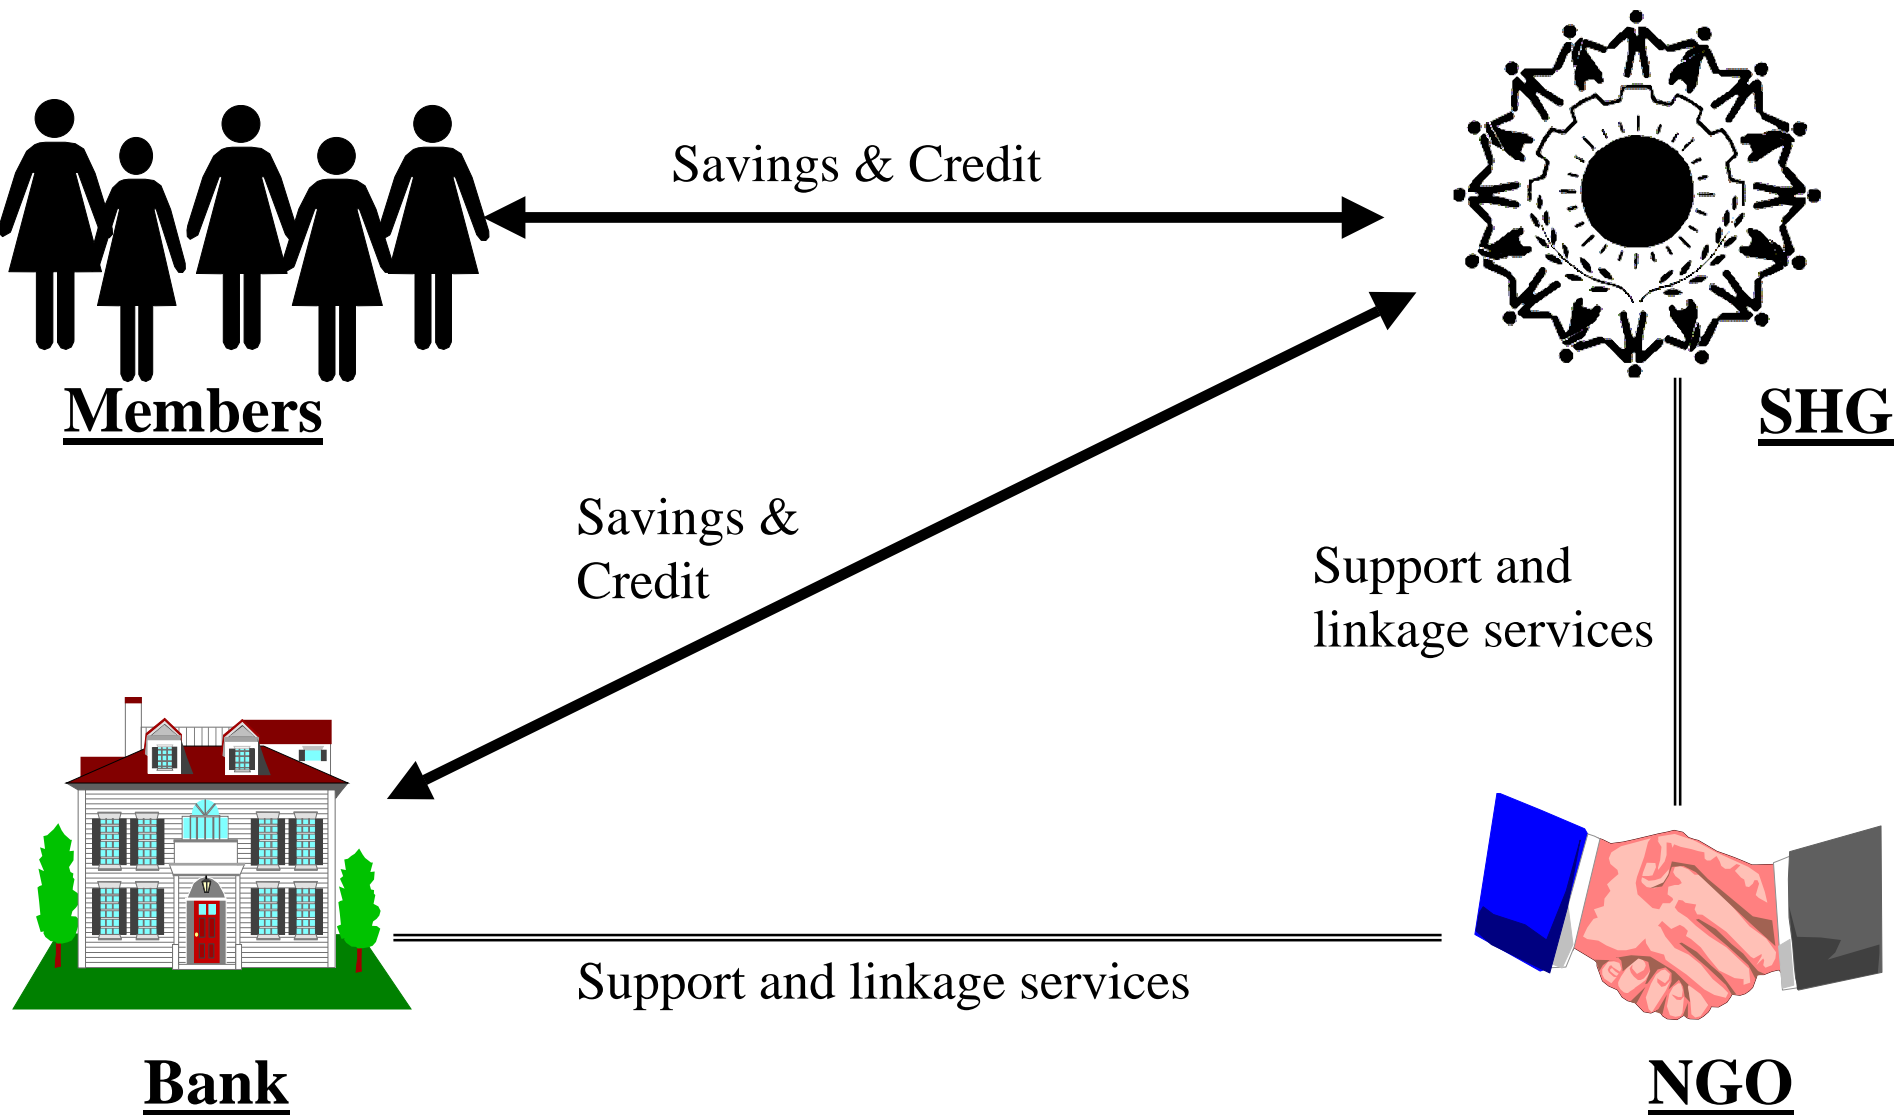 Savings & Credit
Members
SHG
Savings &
Credit
Support and
linkage services
Support and linkage services
Bank
NGO